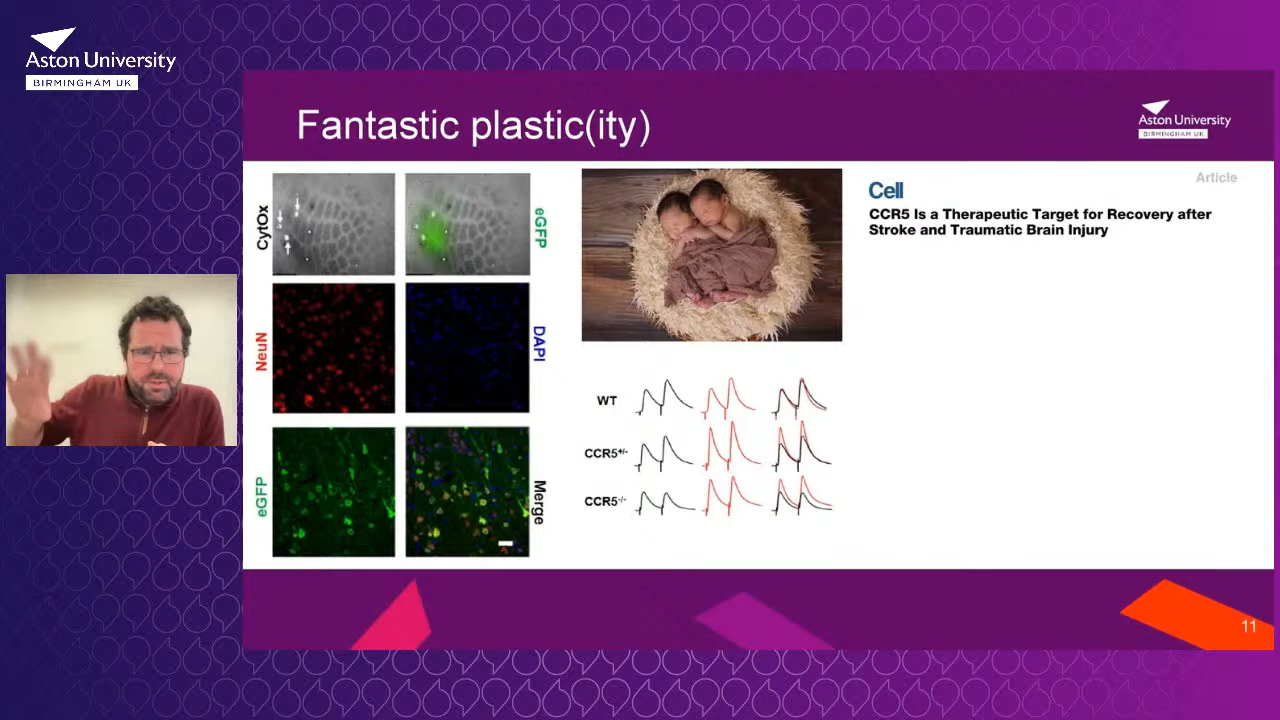 Aston University
BIRMINGHAM UK
Fantastic plastic(ity)
Aston University
BIRMINGHAM UK
CytOx
eGFP
NeuN
DAPI
eGFP
Merge
WT
CCR5+/-
CCR5-/-
Article
Cell
CCR5 Is a Therapeutic Target for Recovery after
Stroke and Traumatic Brain Injury
11